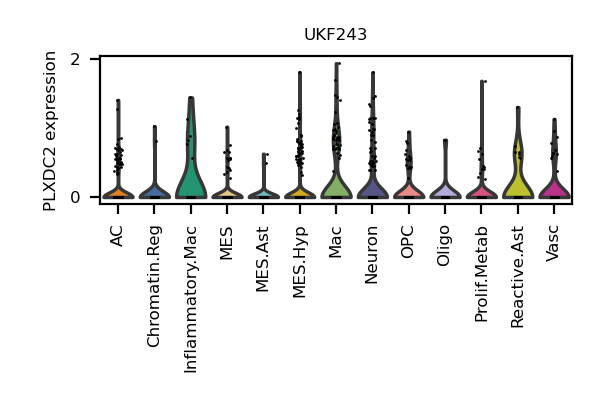 UKF243
PLXDC2 expression
2
0
AC
Chromatin.Reg
Inflammatory.Mac
MES
MES.Ast
MES.Hyp
Mac
Neuron
OPC
Oligo
Prolif.Metab
Reactive.Ast
Vasc